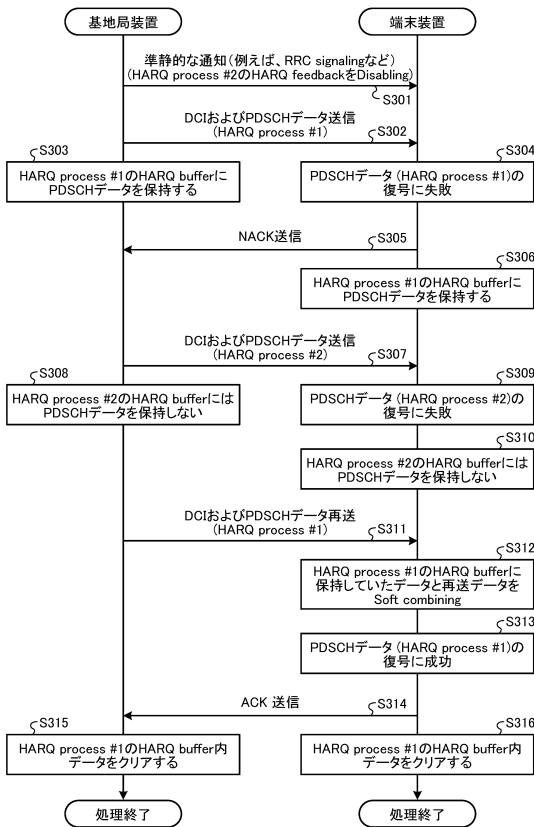 基地局装置
端末装置
準静的な通知(例えば、RRC signalingなど)
(HARQ process #2のHARQ feedbackをDisabling)
S301
DCIおよびPDSCHデータ送信
(HARQ process #1)
S302
S303
HARQ process #1のHARQ bufferに
PDSCHデータを保持する
S304
PDSCHデータ (HARQ process #1)の
復号に失敗
NACK送信
S305
S306
HARQ process #1のHARQ bufferに
PDSCHデータを保持する
DCIおよびPDSCHデータ送信
(HARQ process #2)
S307
S308
HARQ process #2のHARQ bufferには
PDSCHデータを保持しない
S309
PDSCHデータ (HARQ process #2)の
復号に失敗
S310
HARQ process #2のHARQ bufferには
PDSCHデータを保持しない
DCIおよびPDSCHデータ再送
(HARQ process #1)
S311
S312
HARQ process #1のHARQ bufferに
保持していたデータと再送データを
Soft combining
S313
PDSCHデータ (HARQ process #1)の
復号に成功
ACK 送信
S314
S315
HARQ process #1のHARQ buffer内
データをクリアする
S316
HARQ process #1のHARQ buffer内
データをクリアする
処理終了
処理終了